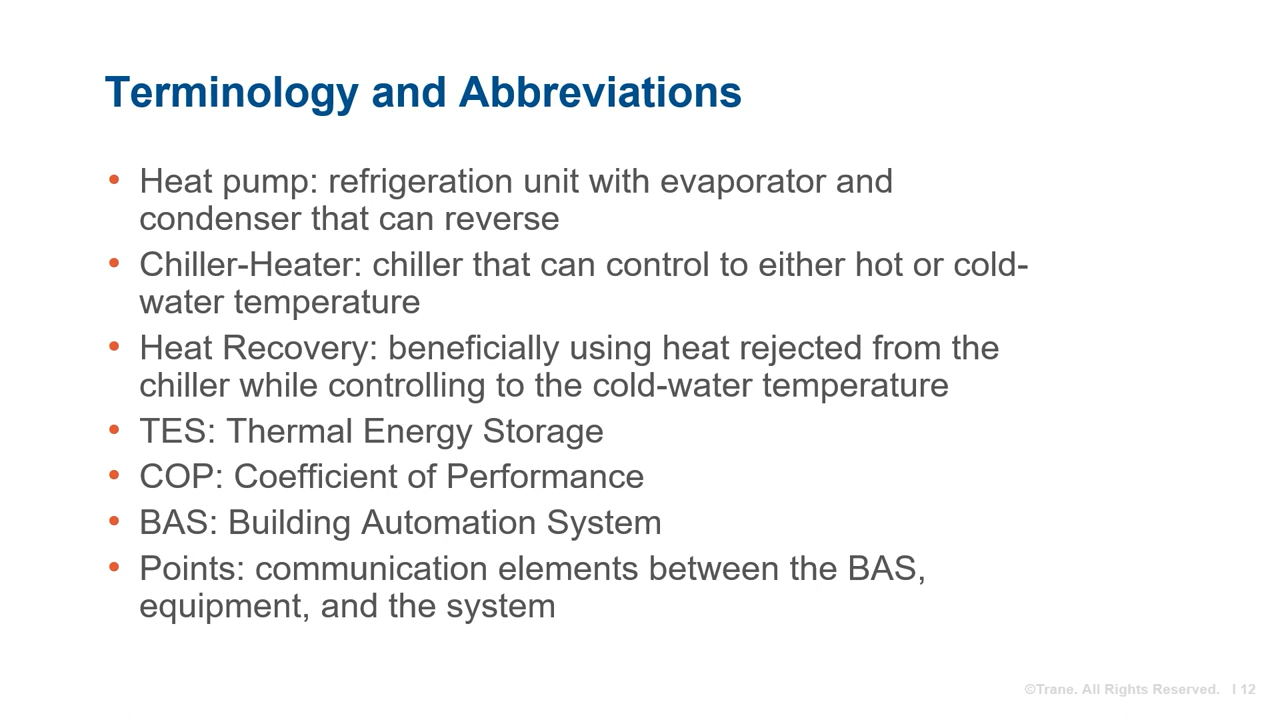 Terminology and Abbreviations
• Heat pump: refrigeration unit with evaporator and
condenser that can reverse
• Chiller-Heater: chiller that can control to either hot or cold-
water temperature
• Heat Recovery: beneficially using heat rejected from the
chiller while controlling to the cold-water temperature
• TES: Thermal Energy Storage
• COP: Coefficient of Performance
• BAS: Building Automation System
• Points: communication elements between the BAS,
equipment, and the system
©Trane. All Rights Reserved. I 12